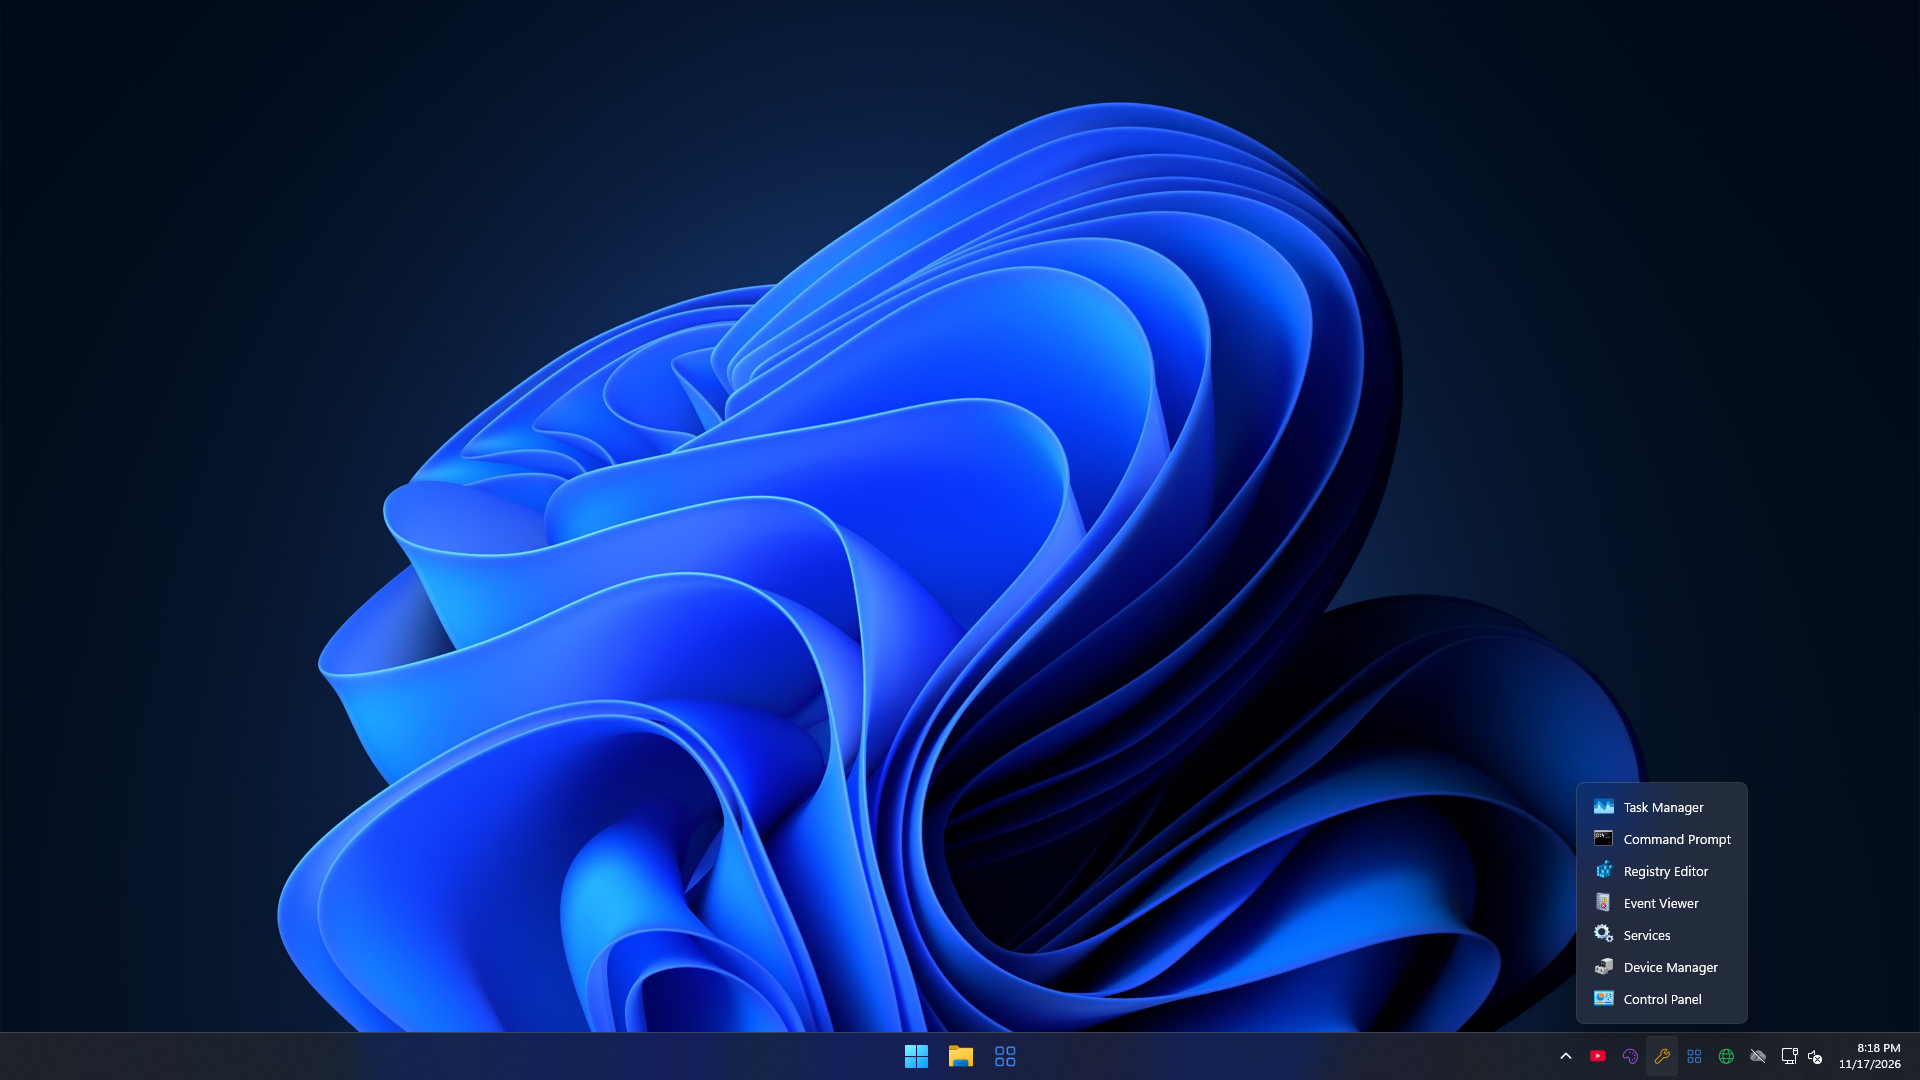 Task Manager
Command Prompt
Registry Editor
Event Viewer
Services
Device Manager
Control Panel
8:18 PM
11/17/2026